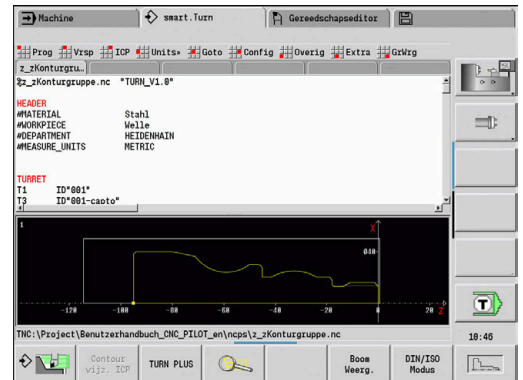 Machine
smart.Turn
Gereedschapseditor
Prog Vrsp ICP Units» Goto Config Overig Extra GrWrg
z_zKonturgru…
%z_zKonturgruppe.nc "TURN_V1.0"
HEADER
#MATERIAL Stahl
#WORKPIECE Welle
#DEPARTMENT HEIDENHAIN
#MEASURE_UNITS METRIC
TURRET
T1 ID"001"
T3 ID"001-capto"
1
X
040
-120 -100 -80 -60 -40 -20 0 20 Z
TNC:\Project\Benutzerhandbuch_CNC_PILOT_en\ncps\z_zKonturgruppe.nc
T
10:46
Contour
wijz. ICP
TURN PLUS
Boom
Weerg.
DIN/ISO
Modus